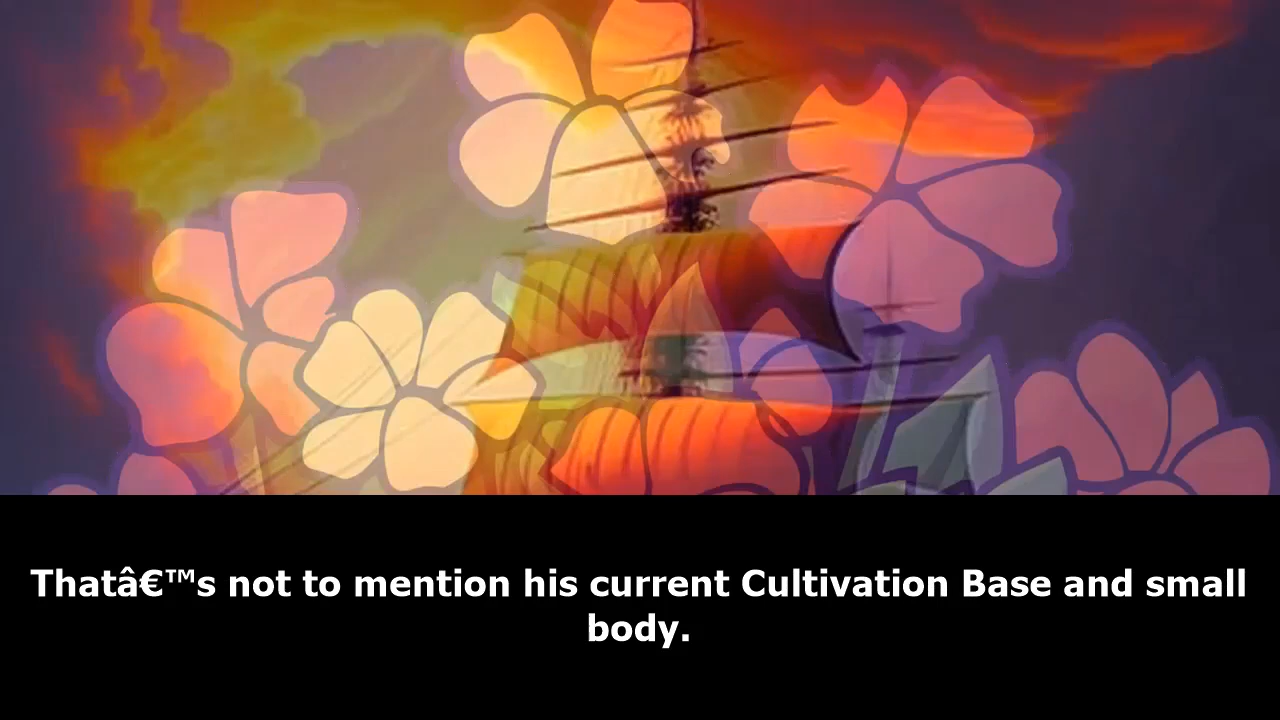 Thatâ€™s not to mention his current Cultivation Base and small
body.